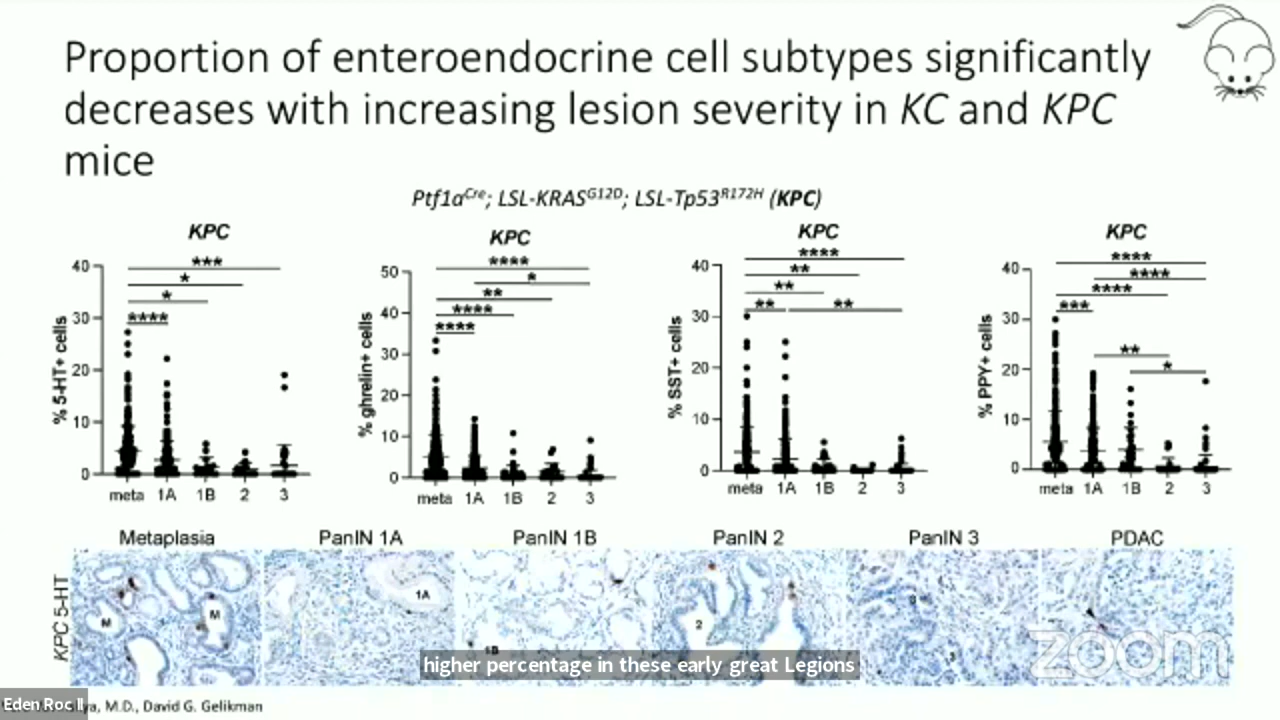 Proportion of enteroendocrine cell subtypes significantly
decreases with increasing lesion severity in KC and KPC
mice
Ptf1aCre; LSL-KRASG12D; LSL-Tp53R172H (KPC)
KPC
KPC
KPC
KPC
***
*
*
****
****
*
**
****
****
****
**
**
** **
****
****
****
***
**
*
% 5-HT+ cells
40
30
20
10
0
meta 1A 1B 2 3
% ghrelin+ cells
50
40
30
20
10
0
meta 1A 1B 2 3
% SST+ cells
40
30
20
10
0
meta 1A 1B 2 3
% PPY+ cells
40
30
20
10
0
meta 1A 1B 2 3
Metaplasia PanIN 1A PanIN 1B PanIN 2 PanIN 3 PDAC
KPC 5-HT
M M 1A 1B 2 3 3
higher percentage in these early great Legions
zoom
Eden Roc II
M.D., David G. Gelikman